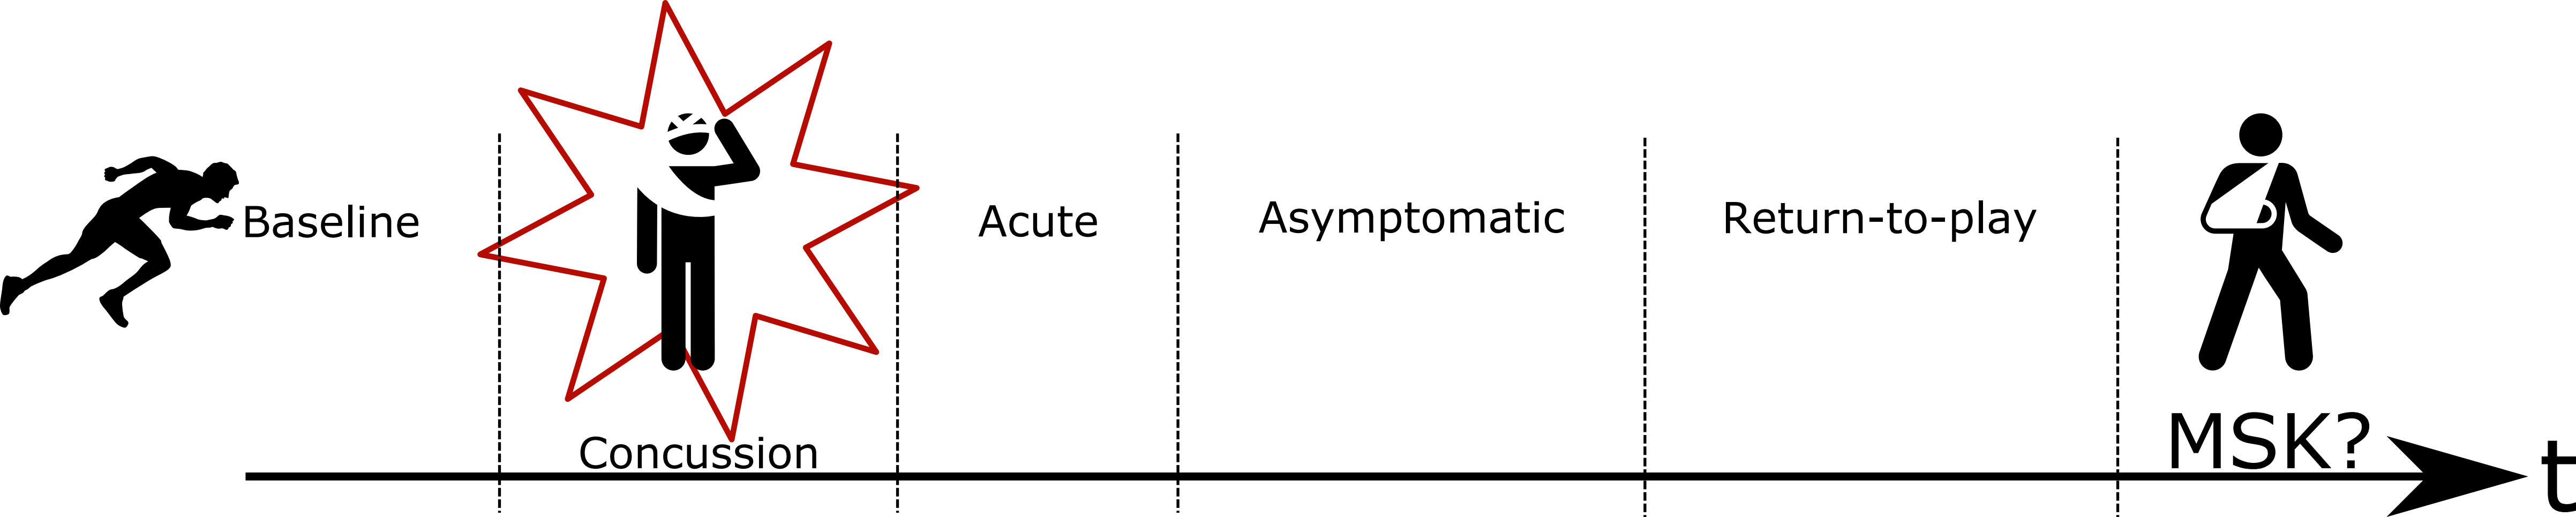 Baseline
Concussion
Acute
Asymptomatic
Return-to-play
MSK?
t